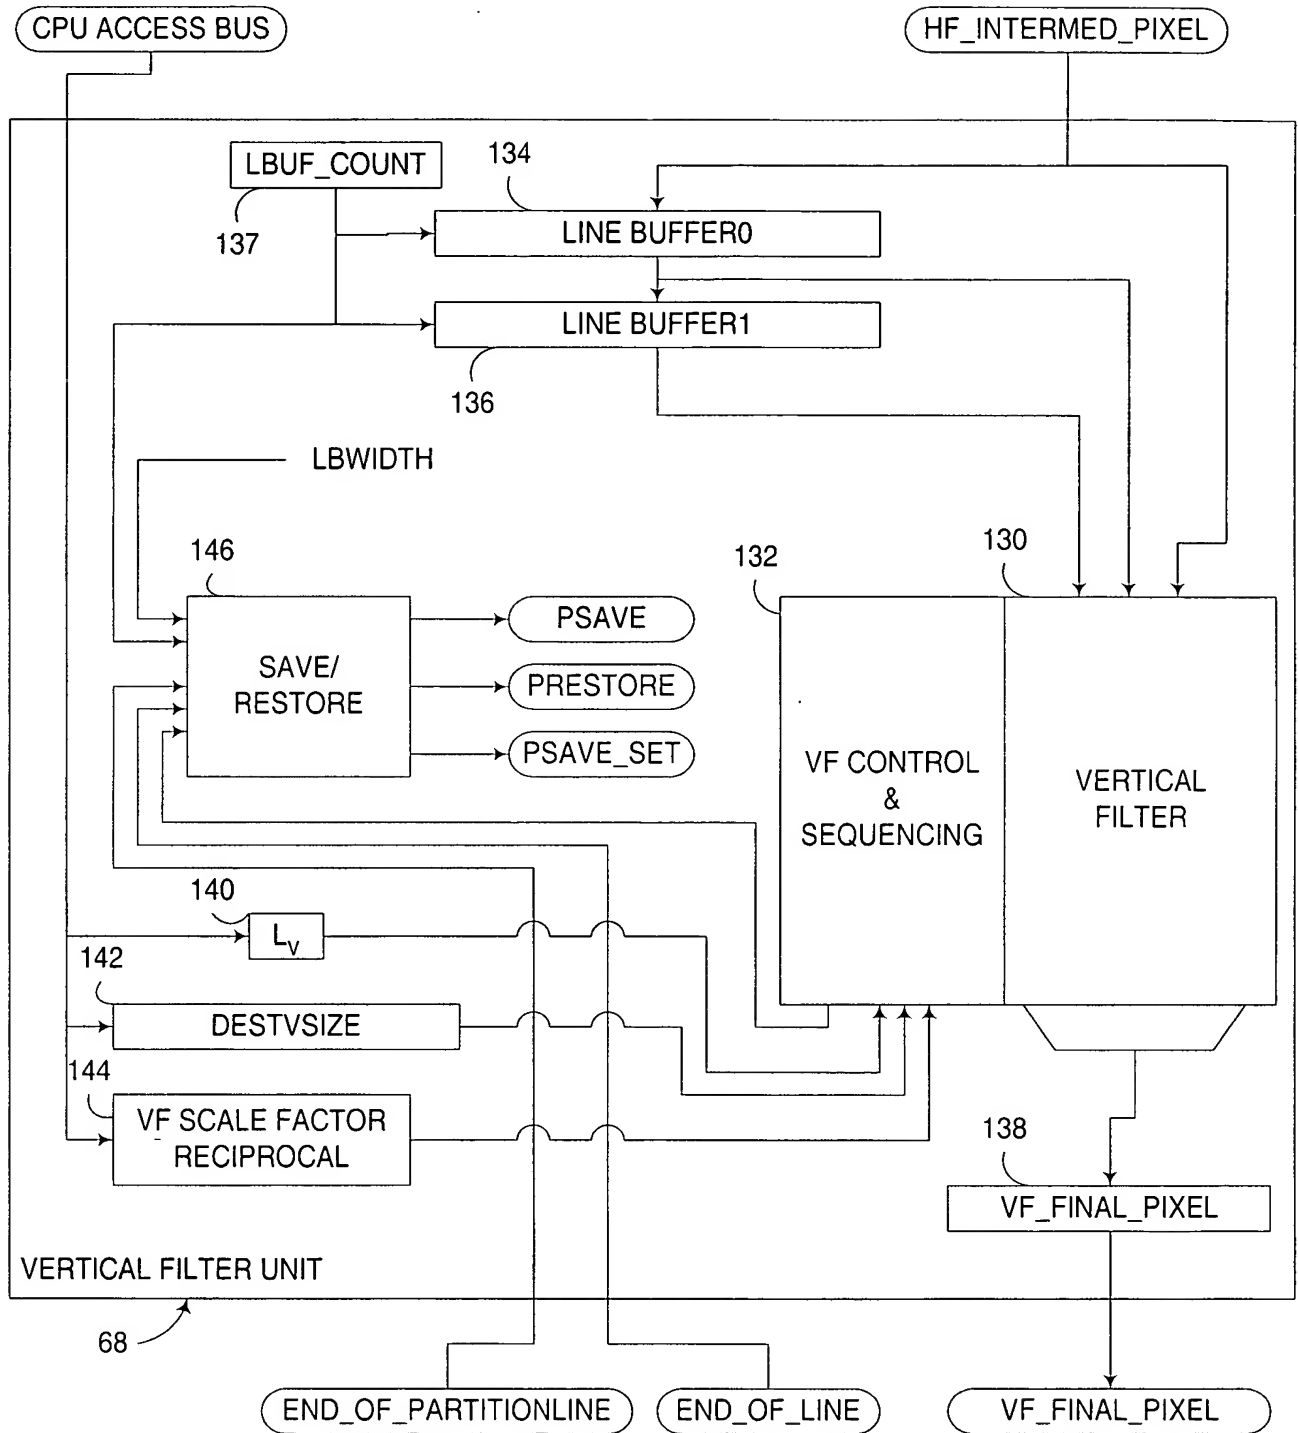 CPU ACCESS BUS
HF_INTERMED_PIXEL
LBUF_COUNT
134
137
LINE BUFFER0
LINE BUFFER1
136
LBWIDTH
146
132
130
SAVE/
RESTORE
PSAVE
PRESTORE
PSAVE_SET
VF CONTROL
&
SEQUENCING
VERTICAL
FILTER
140
LV
142
DESTVSIZE
144
VF SCALE FACTOR
RECIPROCAL
138
VF_FINAL_PIXEL
VERTICAL FILTER UNIT
68
END_OF_PARTITIONLINE
END_OF_LINE
VF_FINAL_PIXEL